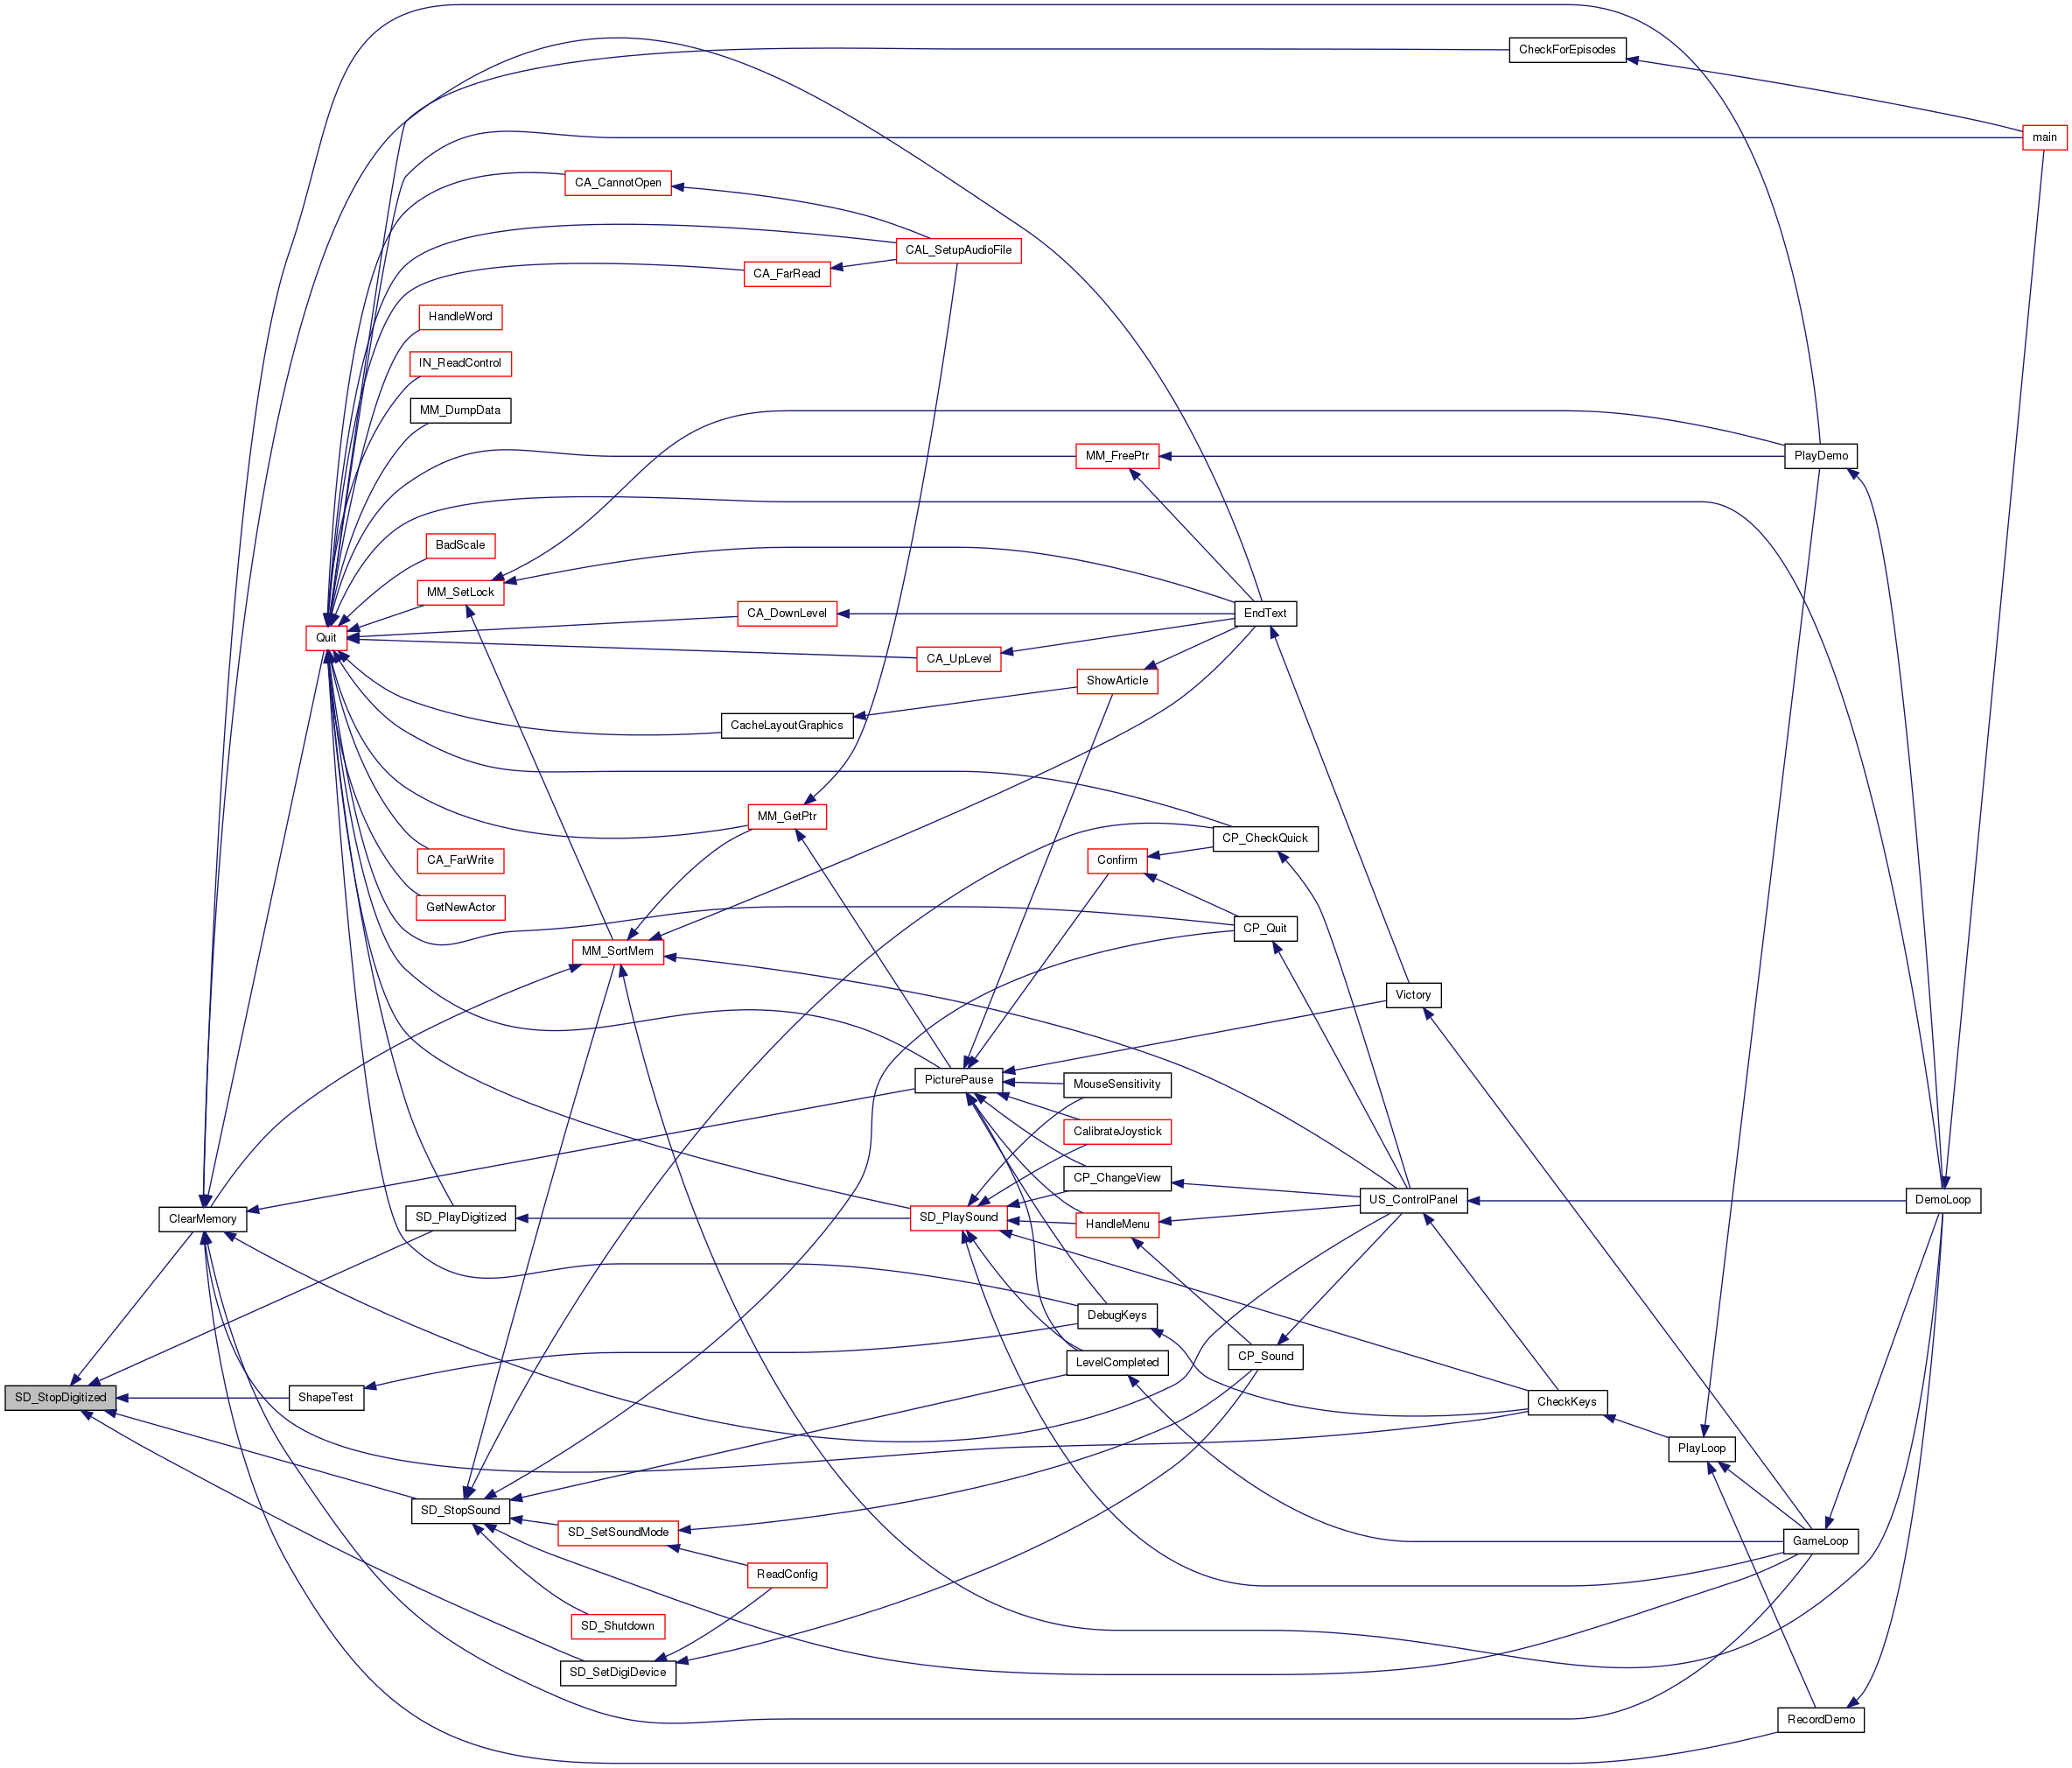 CheckForEpisodes
main
CA_CannotOpen
CAL_SetupAudioFile
CA_FarRead
HandleWord
IN_ReadControl
MM_DumpData
MM_FreePtr
PlayDemo
BadScale
MM_SetLock
CA_DownLevel
EndText
Quit
CA_UpLevel
ShowArticle
CacheLayoutGraphics
MM_GetPtr
CP_CheckQuick
Confirm
CA_FarWrite
GetNewActor
CP_Quit
MM_SortMem
Victory
PicturePause
MouseSensitivity
CalibrateJoystick
CP_ChangeView
US_ControlPanel
DemoLoop
ClearMemory
SD_PlayDigitized
SD_PlaySound
HandleMenu
DebugKeys
CP_Sound
LevelCompleted
SD_StopDigitized
ShapeTest
CheckKeys
PlayLoop
SD_StopSound
SD_SetSoundMode
GameLoop
ReadConfig
SD_Shutdown
SD_SetDigiDevice
RecordDemo